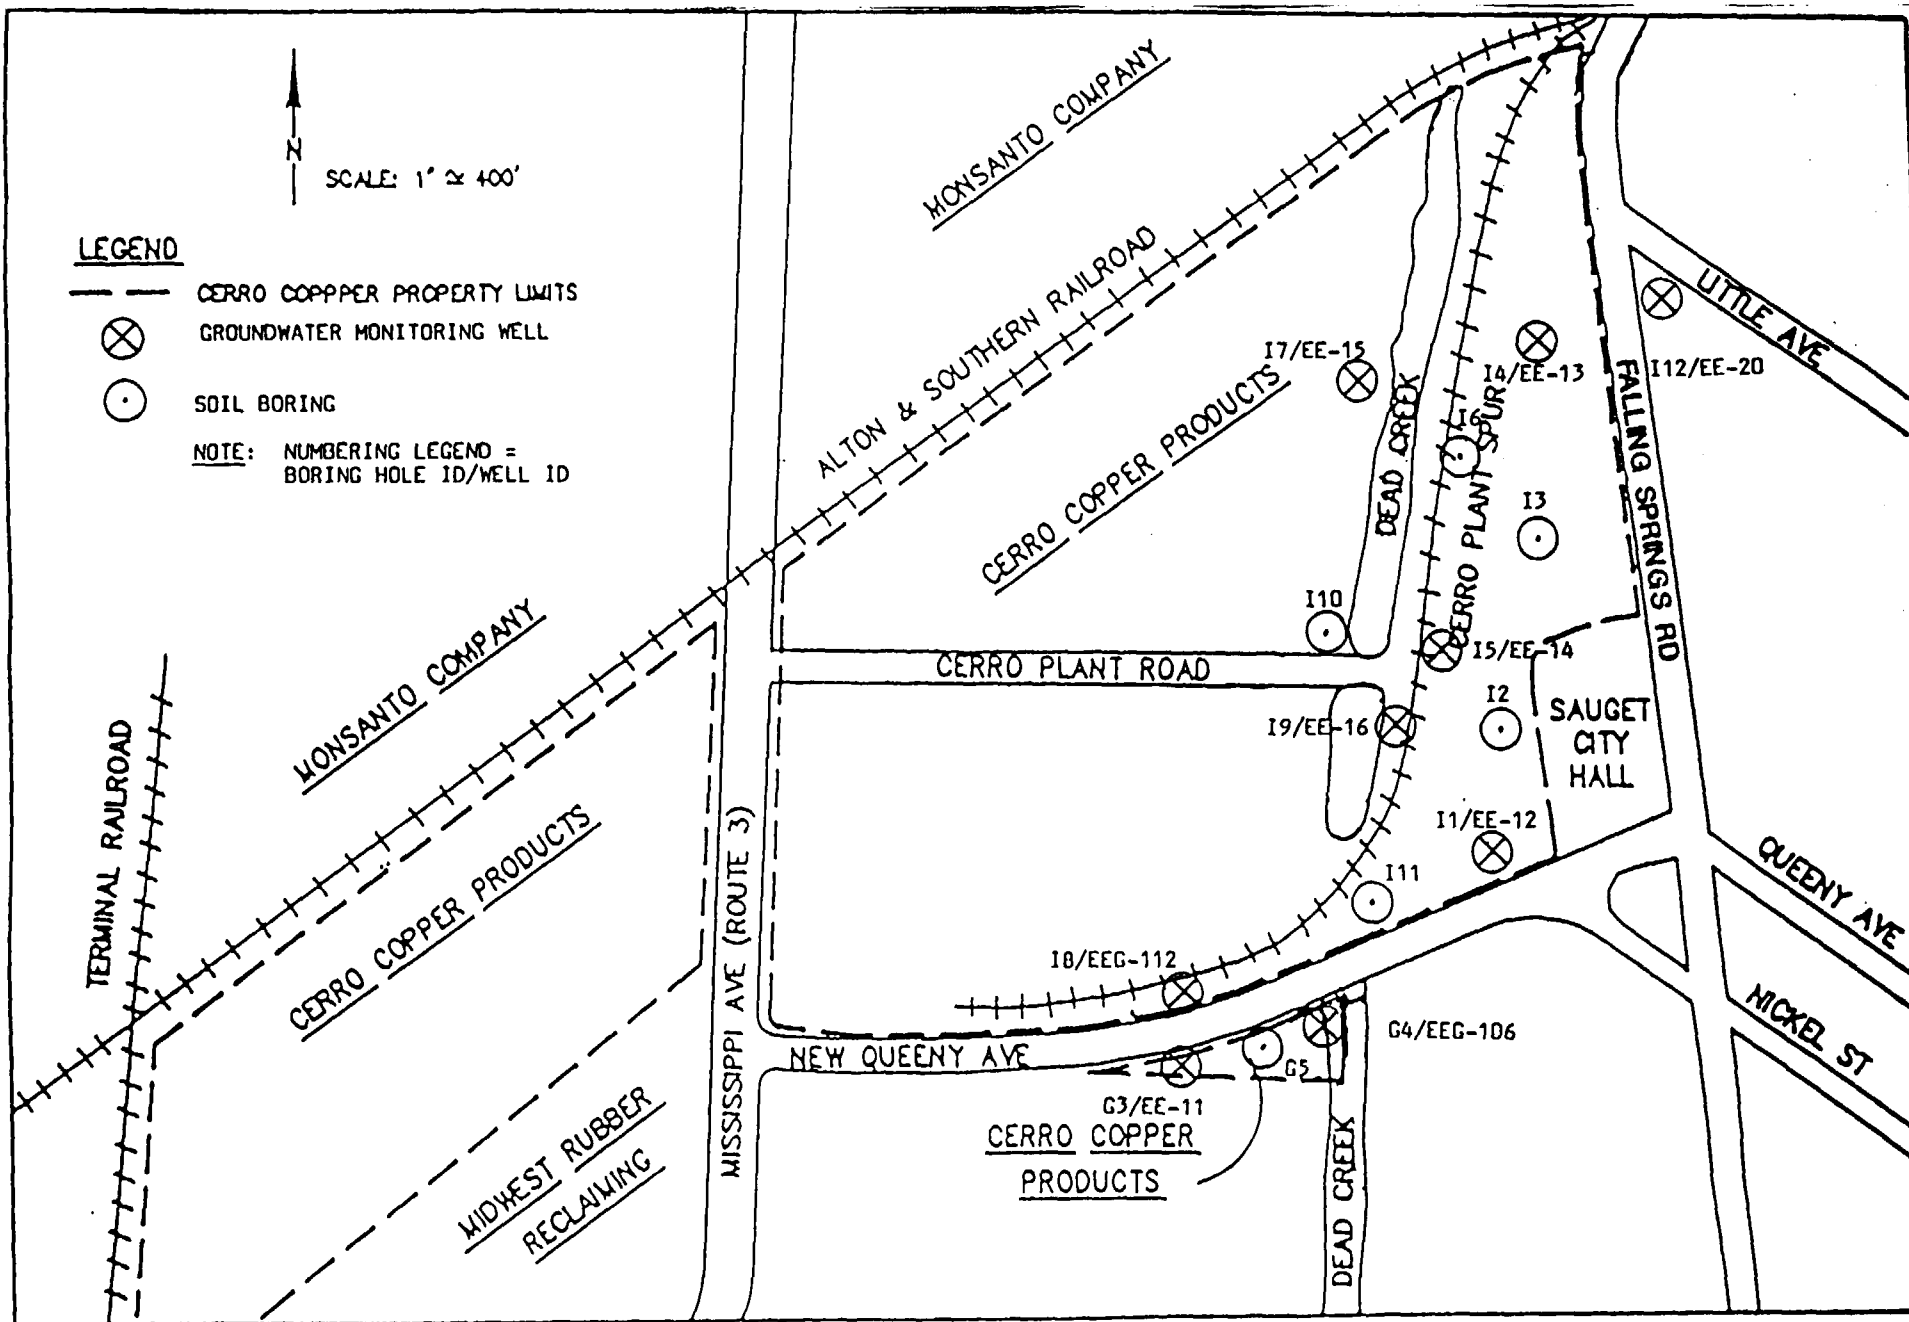 N
SCALE: 1" ≃ 400'
LEGEND
CERRO COPPPER PROPERTY LIMITS
GROUNDWATER MONITORING WELL
SOIL BORING
NOTE: NUMBERING LEGEND =
BORING HOLE ID/WELL ID
MONSANTO COMPANY
ALTON & SOUTHERN RAILROAD
CERRO COPPER PRODUCTS
I7/EE-15
DEAD CREEK
I6
CERRO PLANT SPUR
I4/EE-13
I12/EE-20
LITTLE AVE
FALLING SPRINGS RD
I3
I10
CERRO PLANT ROAD
I5/EE-14
I9/EE-16
I2
SAUGET
CITY
HALL
I1/EE-12
I11
QUEENY AVE
NICKEL ST
MONSANTO COMPANY
TERMINAL RAILROAD
CERRO COPPER PRODUCTS
MISSISSIPPI AVE (ROUTE 3)
I8/EEG-112
NEW QUEENY AVE
G4/EEG-106
G5
G3/EE-11
CERRO COPPER
PRODUCTS
DEAD CREEK
MIDWEST RUBBER
RECLAIMING